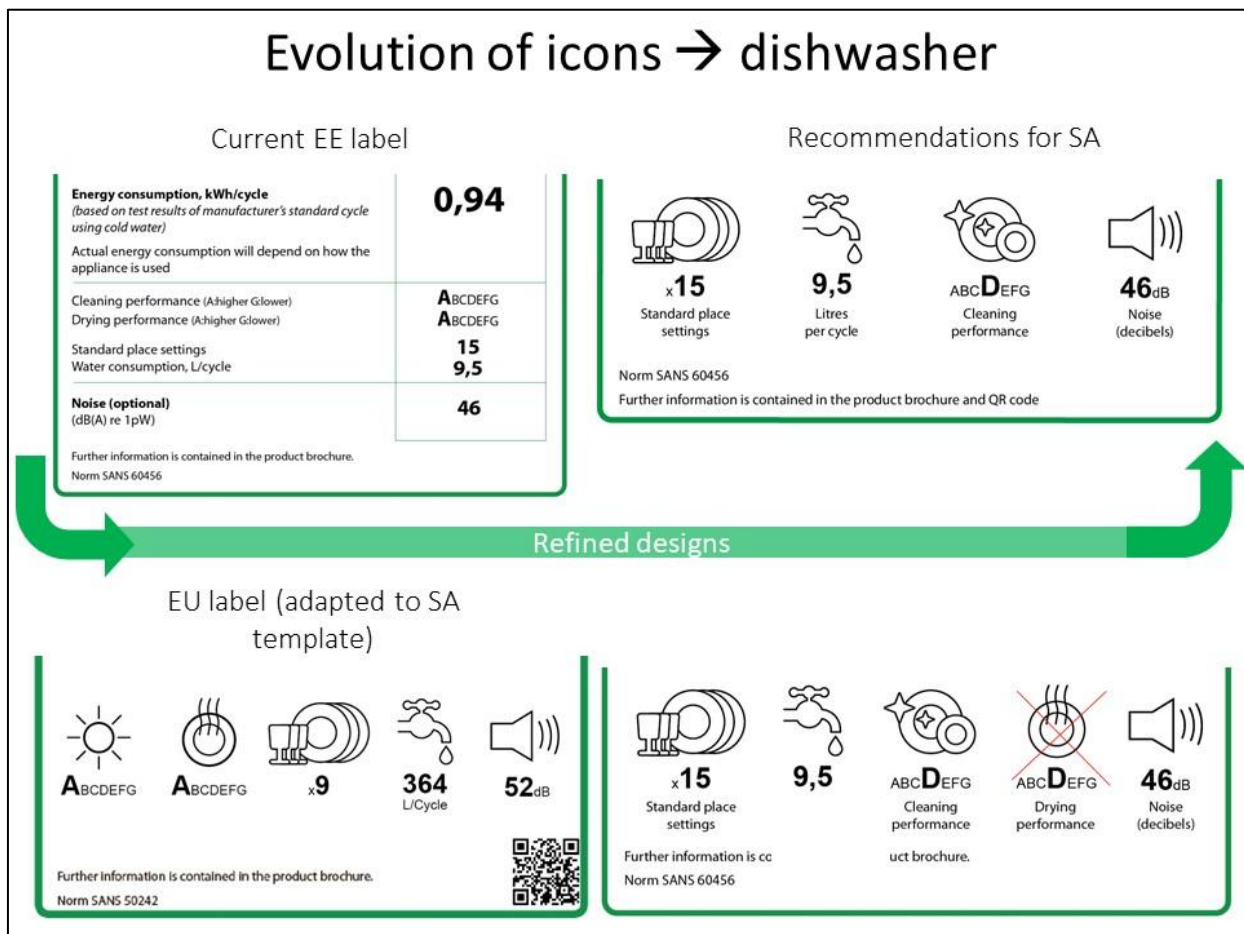 Evolution of icons → dishwasher
Current EE label
Energy consumption, kWh/cycle
(based on test results of manufacturer's standard cycle
using cold water)
0,94
Actual energy consumption will depend on how the
appliance is used
Cleaning performance (A:higher G:lower) ABCDEFG
Drying performance (A:higher G:lower) ABCDEFG
Standard place settings 15
Water consumption, L/cycle 9,5
Noise (optional) 46
(dB(A) re 1pW)
Further information is contained in the product brochure.
Norm SANS 60456
Recommendations for SA
x15 9,5 ABCDEFG 46dB
Standard place Litres Cleaning Noise
settings per cycle performance (decibels)
Norm SANS 60456
Further information is contained in the product brochure and QR code
Refined designs
EU label (adapted to SA
template)
ABCDEFG ABCDEFG x9 364 52dB
L/Cycle
Further information is contained in the product brochure.
Norm SANS 50242
x15 9,5 ABCDEFG ABCDEFG 46dB
Standard place Cleaning Drying Noise
settings performance performance (decibels)
Further information is co uct brochure.
Norm SANS 60456